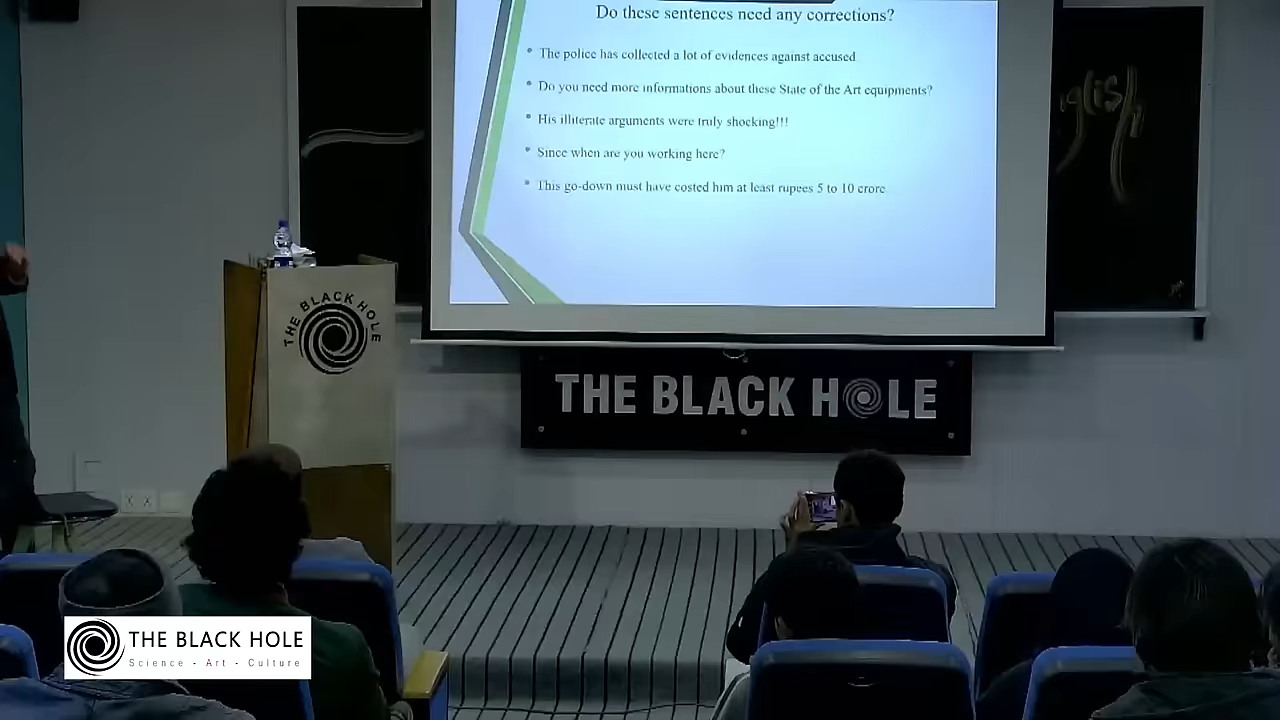 Do these sentences need any corrections?
• The police has collected a lot of evidences against accused
• Do you need more informations about these State of the Art equipments?
• His illiterate arguments were truly shocking!!!
• Since when are you working here?
• This go-down must have costed him at least rupees 5 to 10 crore
glish
THE BLACK HOLE
THE BLACK HOLE
THE BLACK HOLE
Science - Art - Culture